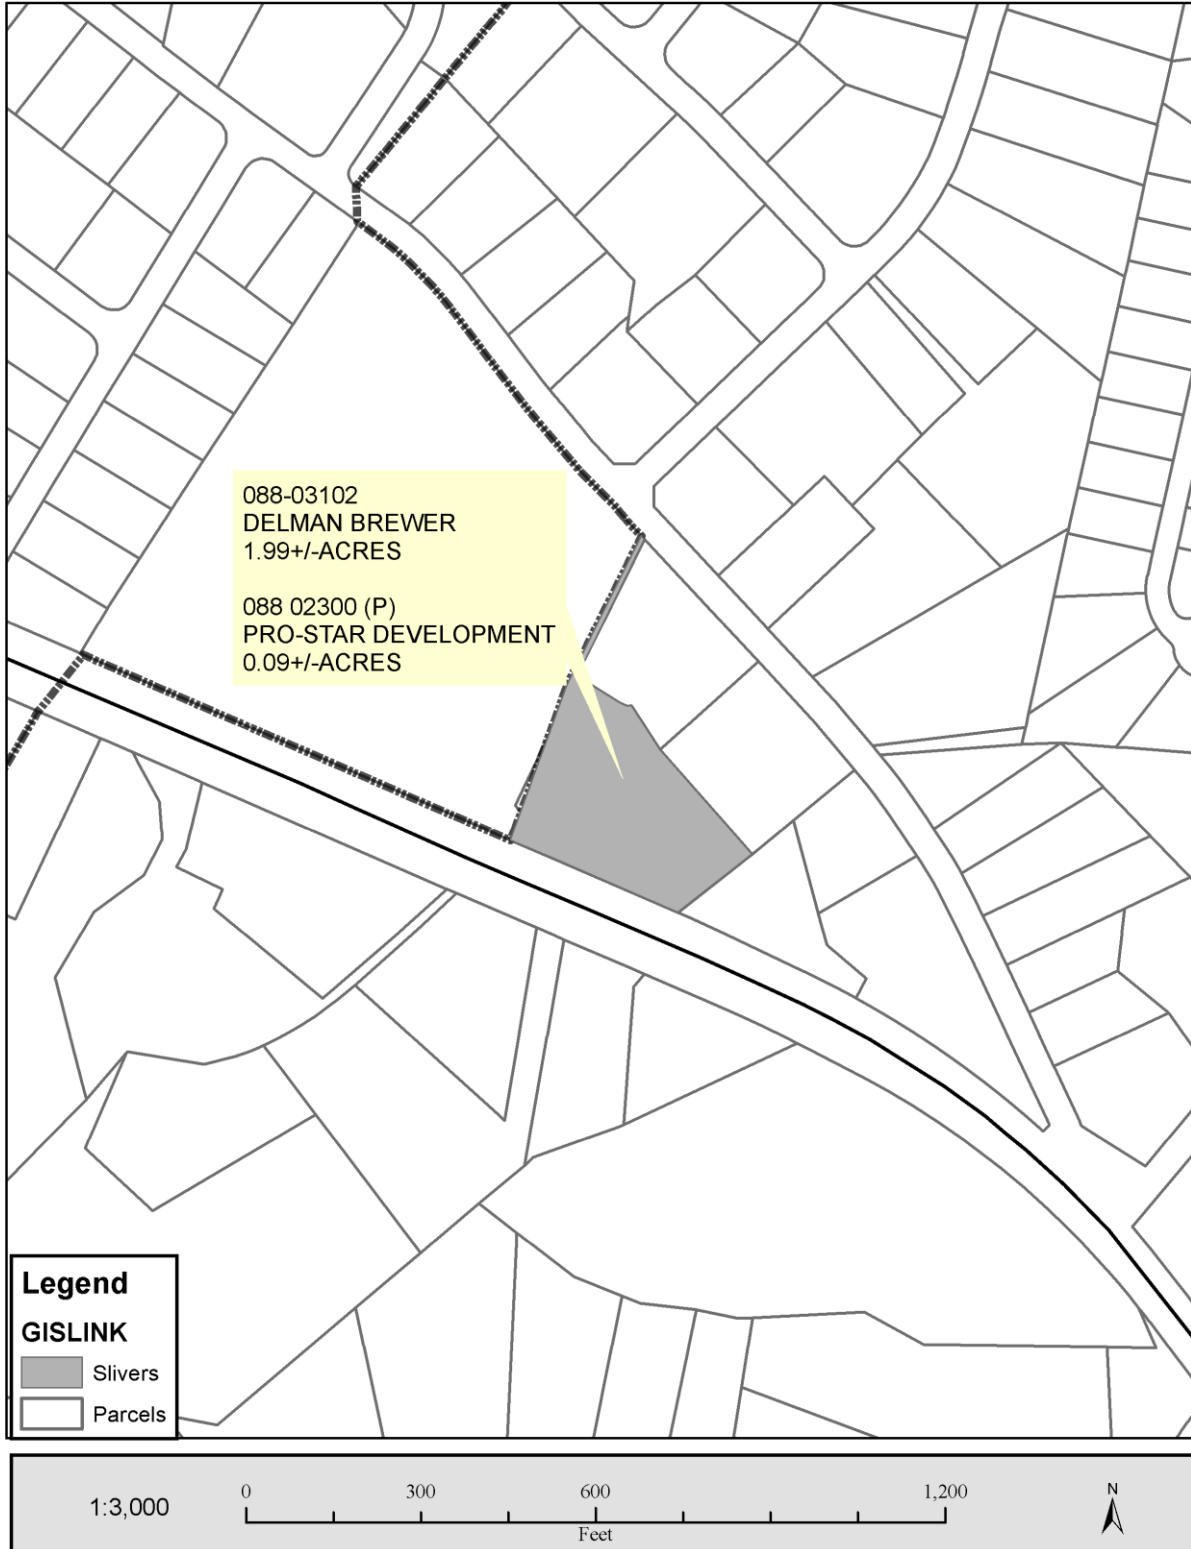 088-03102
DELMAN BREWER
1.99+/-ACRES
088 02300 (P)
PRO-STAR DEVELOPMENT
0.09+/-ACRES
Legend
GISLINK
Slivers
Parcels
1:3,000
0 300 600 1,200
Feet
N